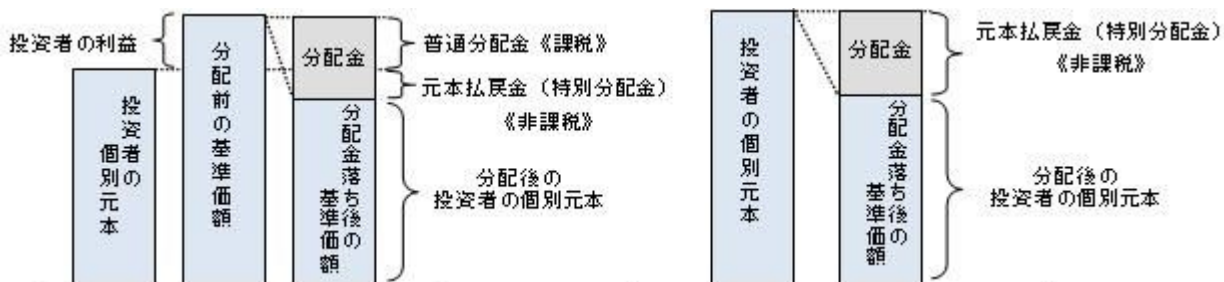 投資者の利益
投資者の
個別元本
分配前の基準価額
分配金
分配金落ち後の
基準価額
普通分配金《課税》
元本払戻金（特別分配金）
《非課税》
分配後の
投資者の個別元本
投資者の個別元本
分配金
分配金落ち後の
基準価額
元本払戻金（特別分配金）
《非課税》
分配後の
投資者の個別元本